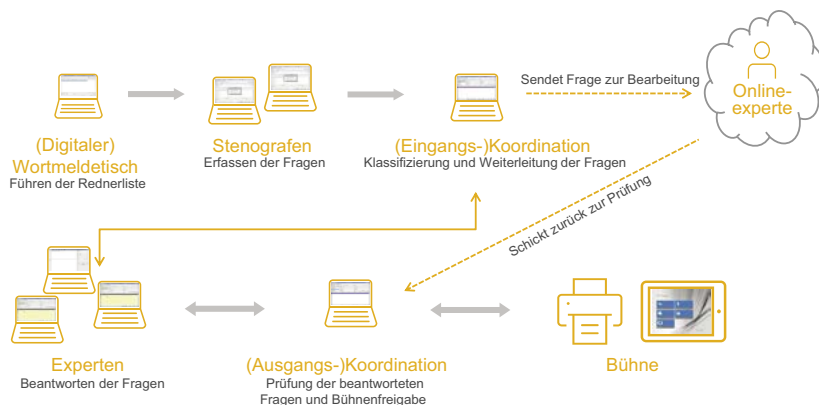 (Digitaler)
Wortmeldetisch
Führen der Rednerliste
Stenografen
Erfassen der Fragen
(Eingangs-)Koordination
Klassifizierung und Weiterleitung der Fragen
Sendet Frage zur Bearbeitung
Online-
experte
Schickt zurück zur Prüfung
Experten
Beantworten der Fragen
(Ausgangs-)Koordination
Prüfung der beantworteten
Fragen und Bühnenfreigabe
Bühne